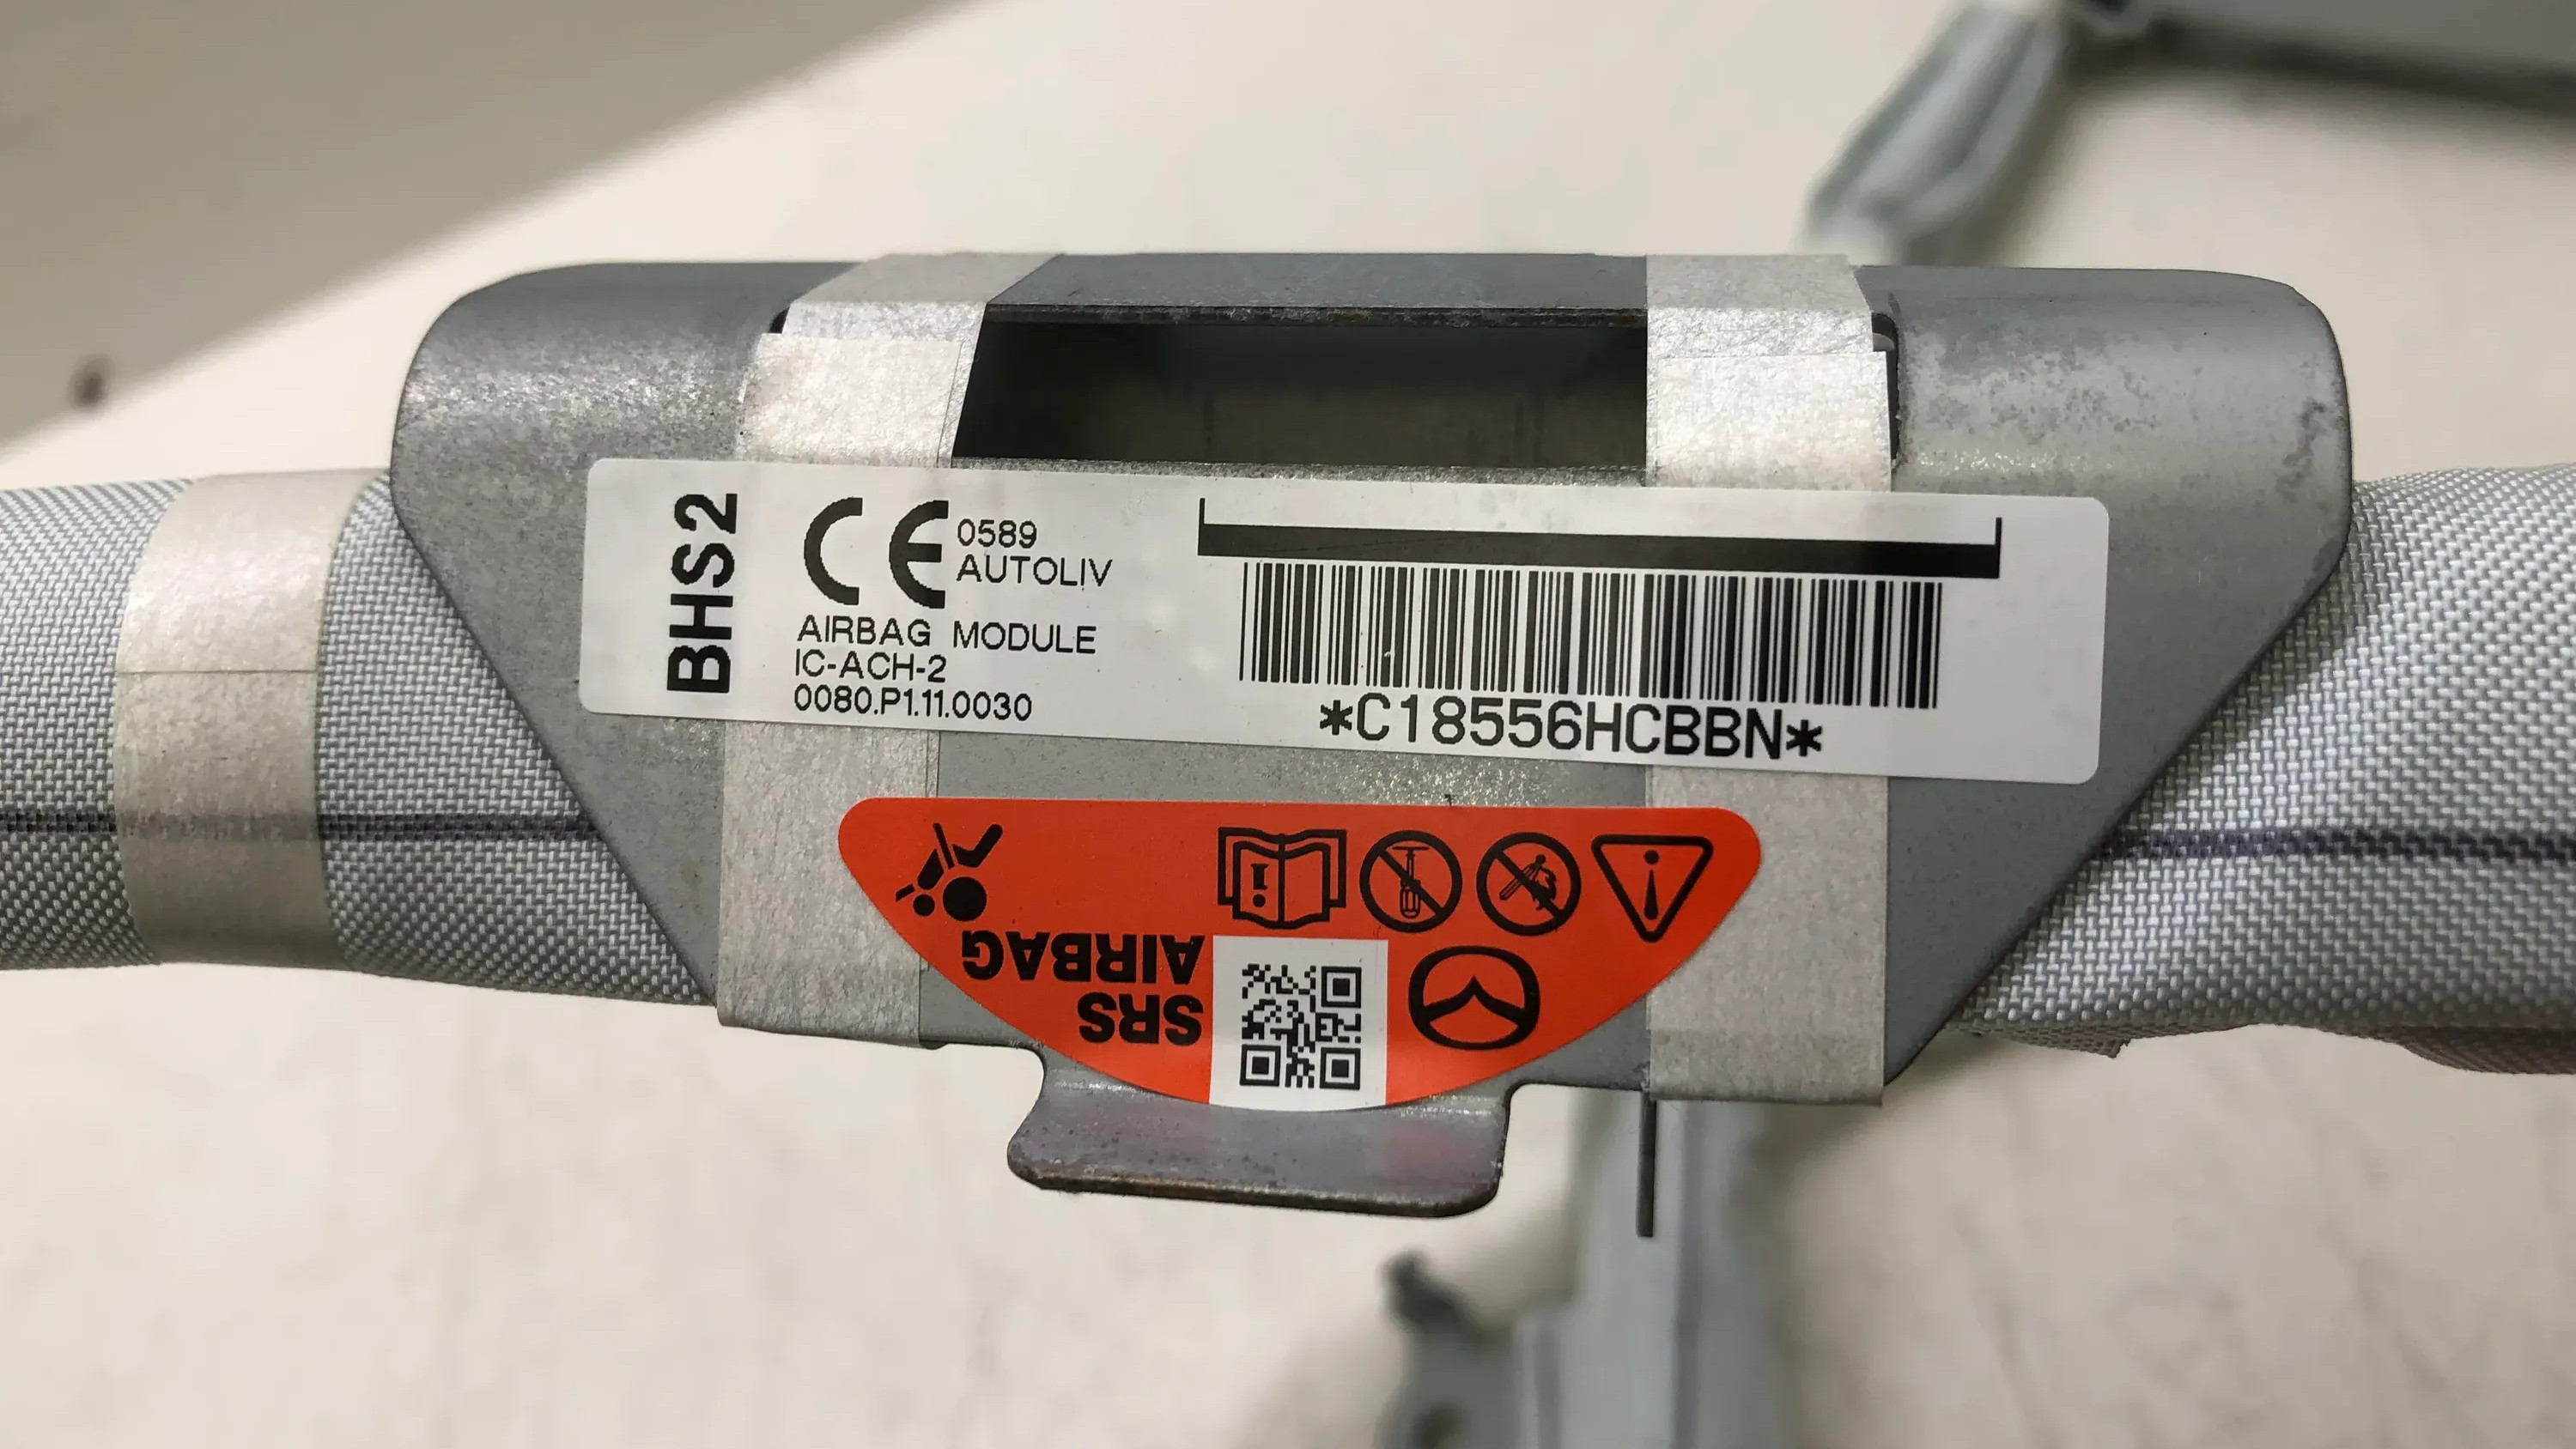 BHS2
CE 0589
AUTOLIV
AIRBAG MODULE
IC-ACH-2
0080.P1.11.0030
*C18556HCBBN*
SRS
AIRBAG